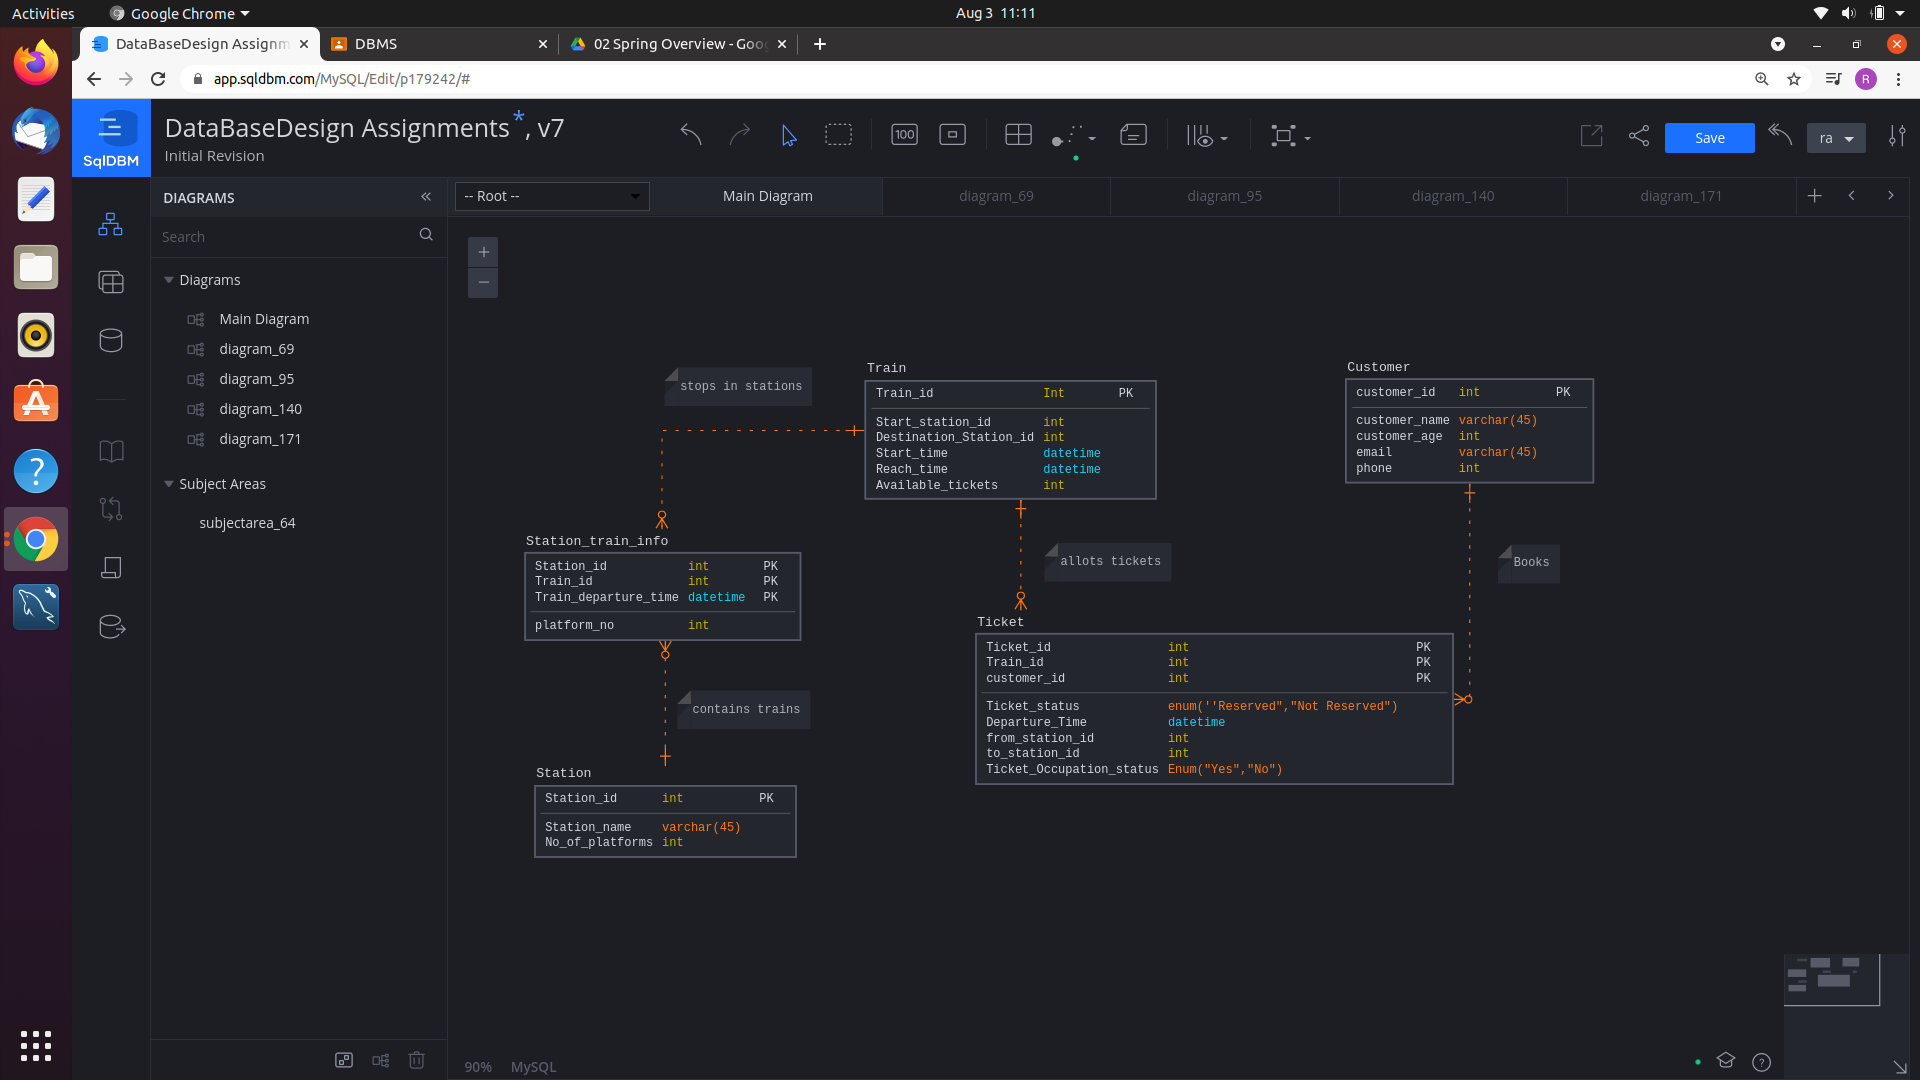 Activities
Google Chrome
Aug 3 11:11
DataBaseDesign Assignm
DBMS
02 Spring Overview - Goo
app.sqldbm.com/MySQL/Edit/p179242/#
R
SqlDBM
DataBaseDesign Assignments*, v7
Initial Revision
100
Save
ra
DIAGRAMS
-- Root --
Main Diagram
diagram_69
diagram_95
diagram_140
diagram_171
Search
Diagrams
Main Diagram
diagram_69
diagram_95
diagram_140
diagram_171
Subject Areas
subjectarea_64
stops in stations
Train
Train_id Int PK
Start_station_id int
Destination_Station_id int
Start_time datetime
Reach_time datetime
Available_tickets int
Customer
customer_id int PK
customer_name varchar(45)
customer_age int
email varchar(45)
phone int
Station_train_info
Station_id int PK
Train_id int PK
Train_departure_time datetime PK
platform_no int
allots tickets
Books
Ticket
Ticket_id int PK
Train_id int PK
customer_id int PK
Ticket_status enum(''Reserved","Not Reserved")
Departure_Time datetime
from_station_id int
to_station_id int
Ticket_Occupation_status Enum("Yes","No")
contains trains
Station
Station_id int PK
Station_name varchar(45)
No_of_platforms int
90% MySQL